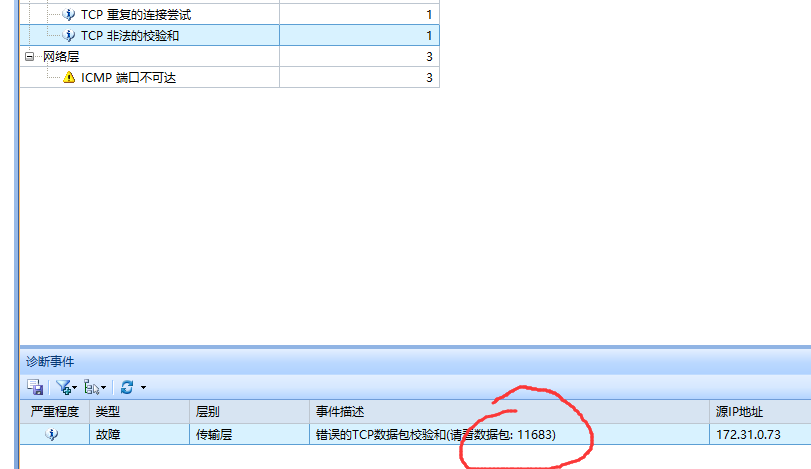 TCP 重复的连接尝试 1
TCP 非法的校验和 1
网络层 3
ICMP 端口不可达 3
诊断事件
严重程度 类型 层别 事件描述 源IP地址
故障 传输层 错误的TCP数据包校验和(请看数据包: 11683) 172.31.0.73